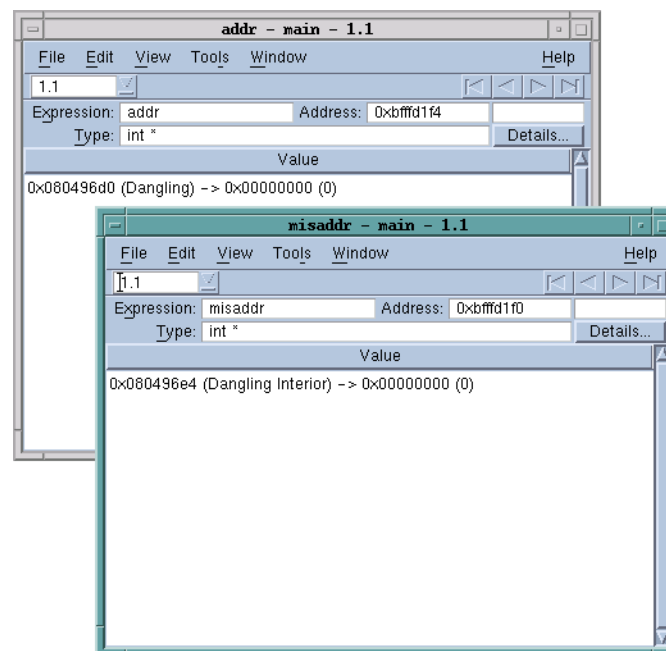 addr - main - 1.1
File Edit View Tools Window Help
1.1
Expression: addr Address: 0xbfffd1f4
Type: int * Details...
Value
0x080496d0 (Dangling) -> 0x00000000 (0)
misaddr - main - 1.1
File Edit View Tools Window Help
1.1
Expression: misaddr Address: 0xbfffd1f0
Type: int * Details...
Value
0x080496e4 (Dangling Interior) -> 0x00000000 (0)